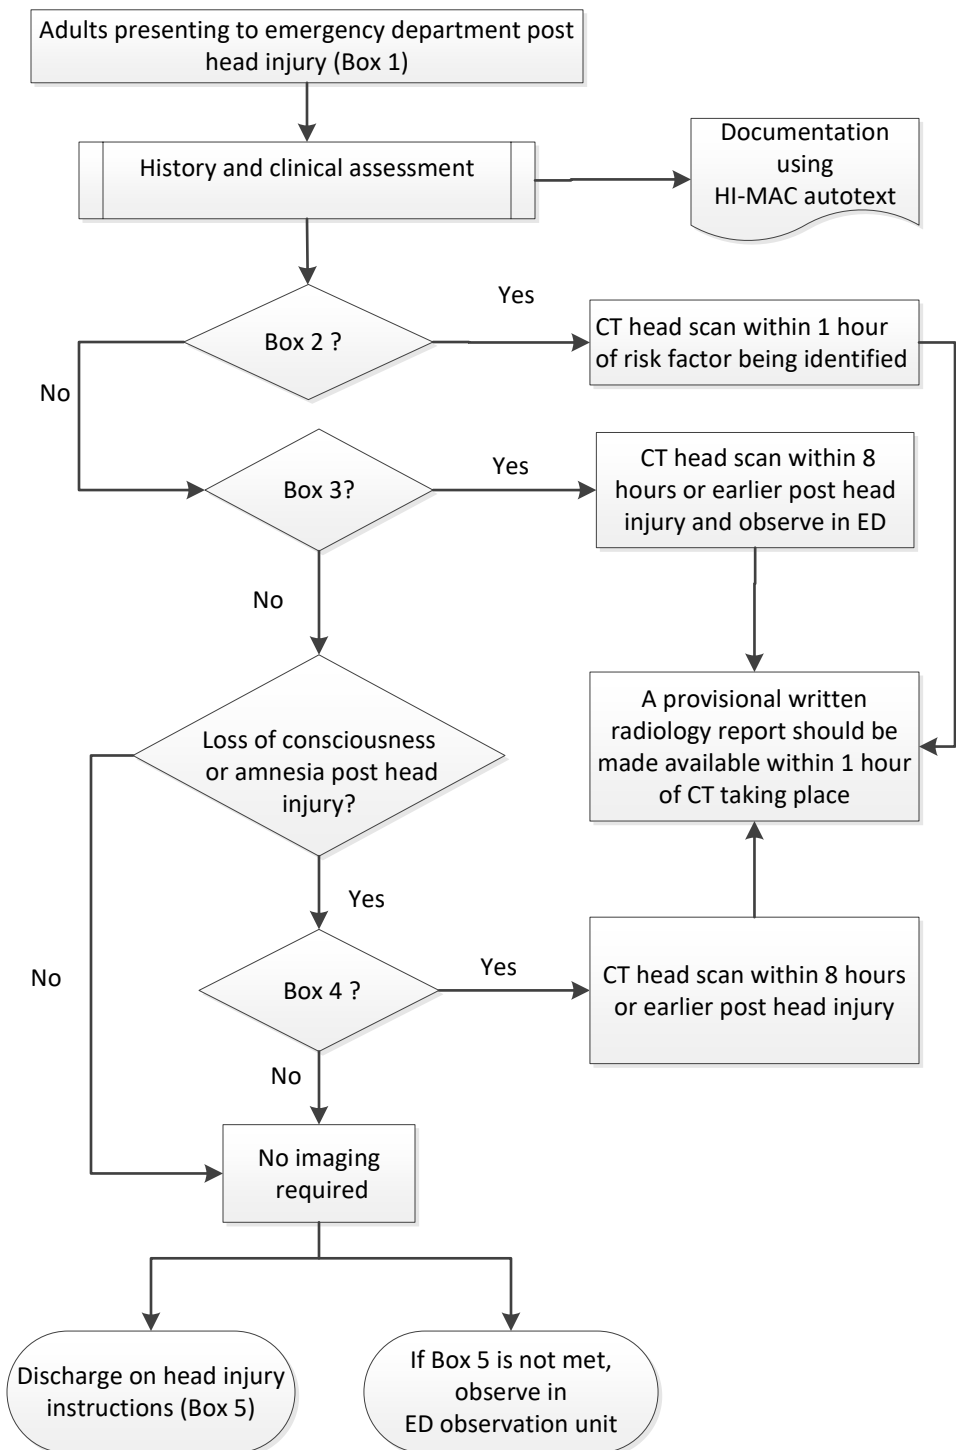 Adults presenting to emergency department post
head injury (Box 1)
History and clinical assessment
Documentation
using
HI-MAC autotext
Box 2 ?
Yes
CT head scan within 1 hour
of risk factor being identified
No
Box 3?
Yes
CT head scan within 8
hours or earlier post head
injury and observe in ED
No
Loss of consciousness
or amnesia post head
injury?
A provisional written
radiology report should be
made available within 1 hour
of CT taking place
Yes
No
Box 4 ?
Yes
CT head scan within 8 hours
or earlier post head injury
No
No imaging
required
Discharge on head injury
instructions (Box 5)
If Box 5 is not met,
observe in
ED observation unit